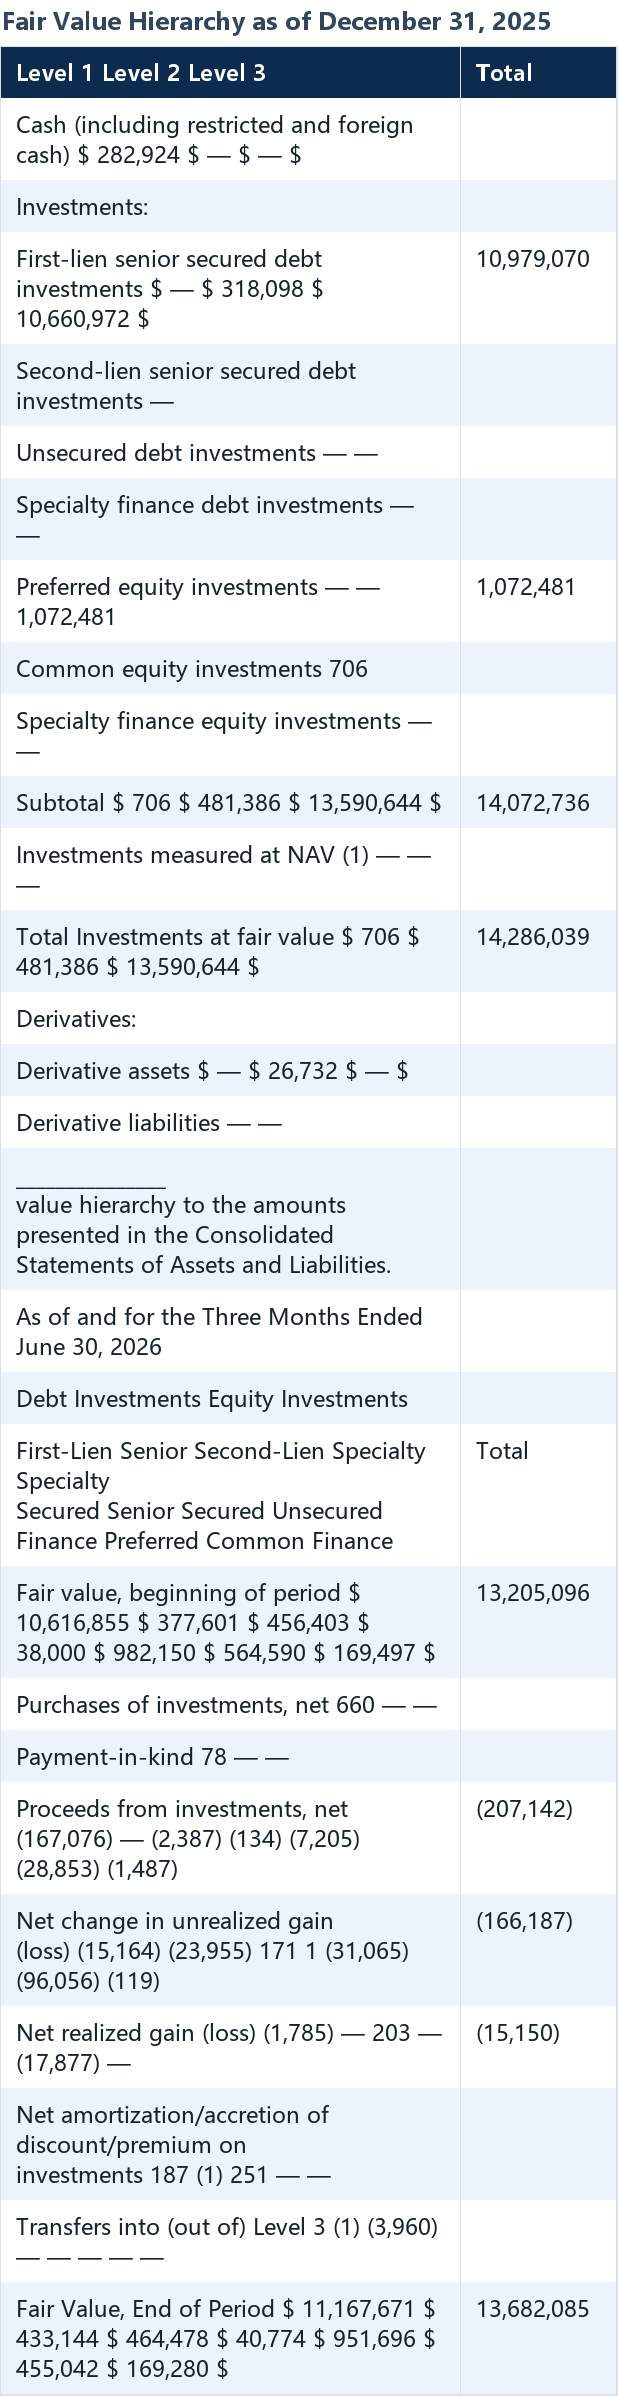 Fair Value Hierarchy as of December 31, 2025
Level 1 Level 2 Level 3 Total
Cash (including restricted and foreign
cash) $ 282,924 $ — $ — $
Investments:
First-lien senior secured debt 10,979,070
investments $ — $ 318,098 $
10,660,972 $
Second-lien senior secured debt
investments —
Unsecured debt investments — —
Specialty finance debt investments —
—
Preferred equity investments — — 1,072,481
1,072,481
Common equity investments 706
Specialty finance equity investments —
—
Subtotal $ 706 $ 481,386 $ 13,590,644 $ 14,072,736
Investments measured at NAV (1) — —
—
Total Investments at fair value $ 706 $ 14,286,039
481,386 $ 13,590,644 $
Derivatives:
Derivative assets $ — $ 26,732 $ — $
Derivative liabilities — —
_______________
value hierarchy to the amounts
presented in the Consolidated
Statements of Assets and Liabilities.
As of and for the Three Months Ended
June 30, 2026
Debt Investments Equity Investments
First-Lien Senior Second-Lien Specialty Total
Specialty
Secured Senior Secured Unsecured
Finance Preferred Common Finance
Fair value, beginning of period $ 13,205,096
10,616,855 $ 377,601 $ 456,403 $
38,000 $ 982,150 $ 564,590 $ 169,497 $
Purchases of investments, net 660 — —
Payment-in-kind 78 — —
Proceeds from investments, net (207,142)
(167,076) — (2,387) (134) (7,205)
(28,853) (1,487)
Net change in unrealized gain (166,187)
(loss) (15,164) (23,955) 171 1 (31,065)
(96,056) (119)
Net realized gain (loss) (1,785) — 203 — (15,150)
(17,877) —
Net amortization/accretion of
discount/premium on
investments 187 (1) 251 — —
Transfers into (out of) Level 3 (1) (3,960)
— — — — —
Fair Value, End of Period $ 11,167,671 $ 13,682,085
433,144 $ 464,478 $ 40,774 $ 951,696 $
455,042 $ 169,280 $